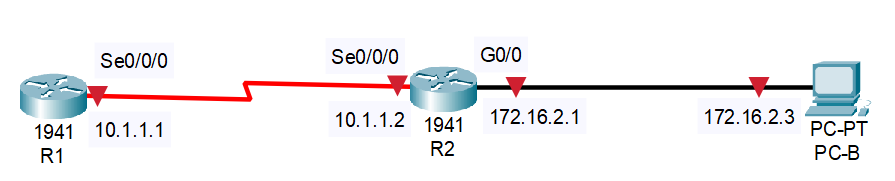 Se0/0/0
Se0/0/0
G0/0
10.1.1.1
10.1.1.2
172.16.2.1
172.16.2.3
1941
R1
1941
R2
PC-PT
PC-B